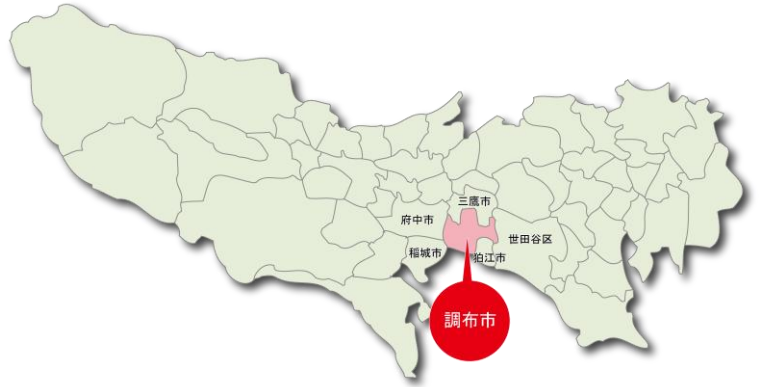 三鷹市
府中市
世田谷区
稲城市
狛江市
調布市